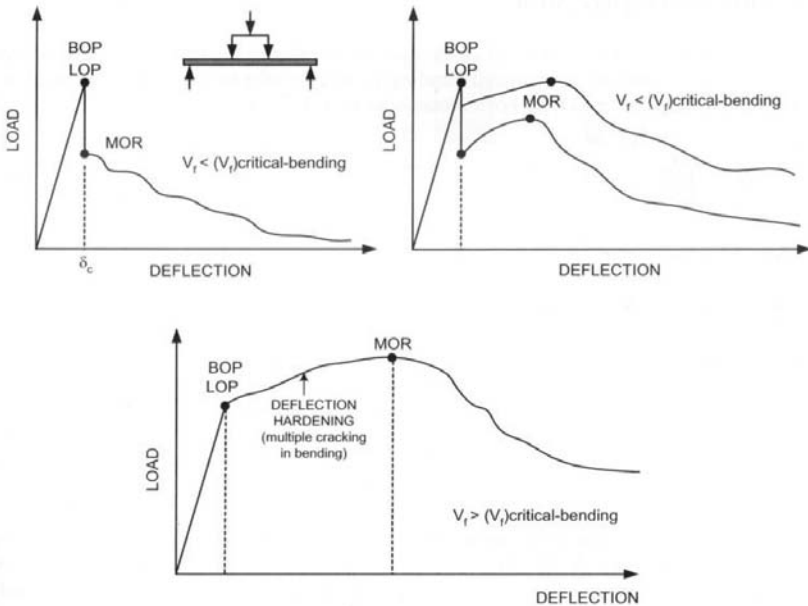 BOP
LOP
MOR
V_f < (V_f)critical-bending
LOAD
δ_c
DEFLECTION
BOP
LOP
MOR
V_f < (V_f)critical-bending
LOAD
DEFLECTION
MOR
BOP
LOP
DEFLECTION
HARDENING
(multiple cracking
in bending)
LOAD
V_f > (V_f)critical-bending
DEFLECTION